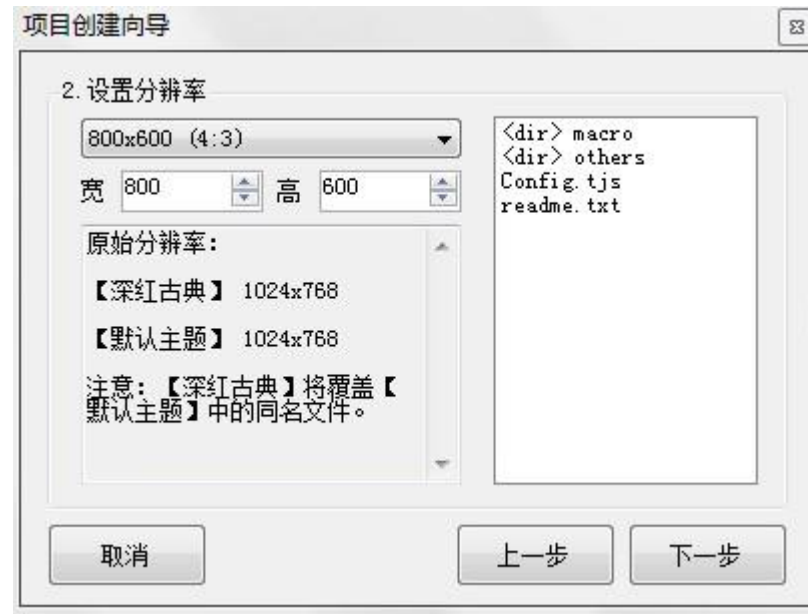 项目创建向导
2.设置分辨率
800x600 (4:3)
宽 800 高 600
原始分辨率:
【深红古典】 1024x768
【默认主题】 1024x768
注意:【深红古典】将覆盖【
默认主题】中的同名文件。
<dir> macro
<dir> others
Config.tjs
readme.txt
取消 上一步 下一步